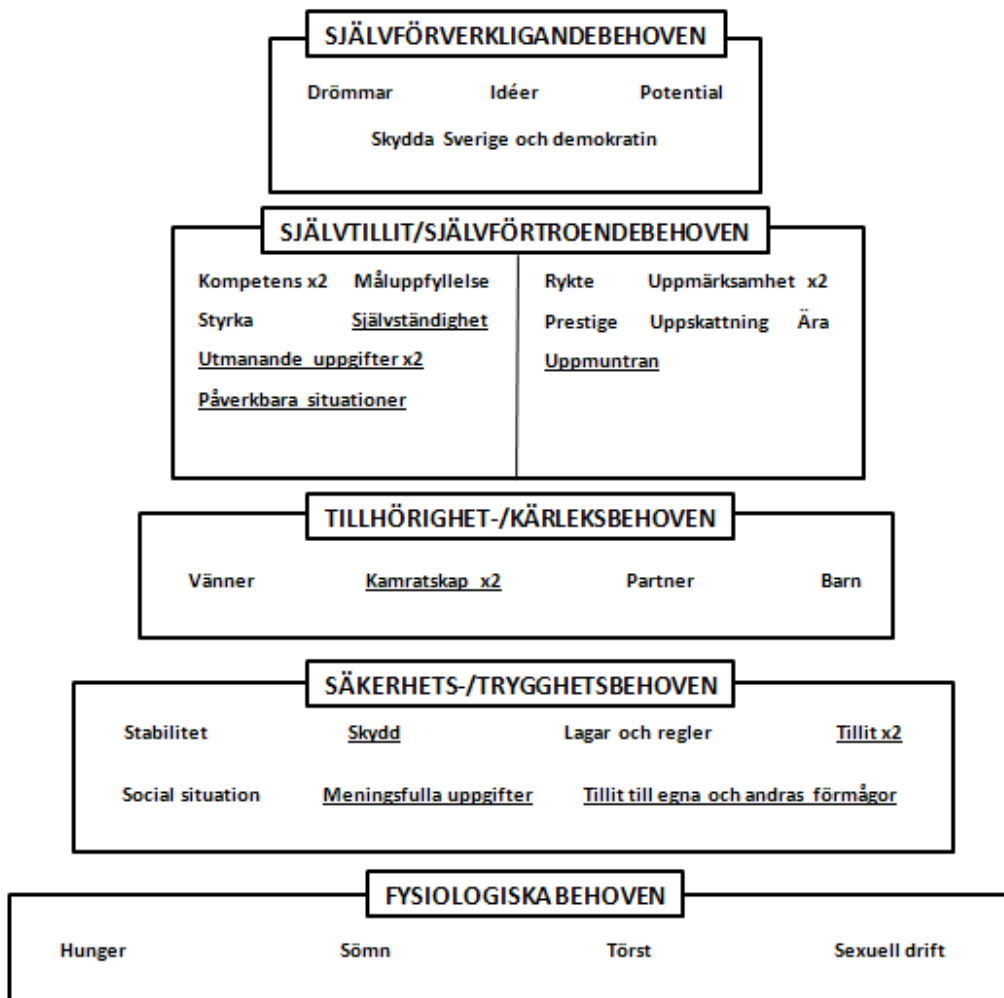 SJÄLVFÖRVERKLIGANDEBEHOVEN
Drömmar Idéer Potential
Skydda Sverige och demokratin
SJÄLVTILLIT/SJÄLVFÖRTROENDEBEHOVEN
Kompetens x2 Måluppfyllelse
Styrka Självständighet
Utmanande uppgifter x2
Påverkbara situationer
Rykte Uppmärksamhet x2
Prestige Uppskattning Ära
Uppmuntran
TILLHÖRIGHET-/KÄRLEKSBEHOVEN
Vänner Kamratskap x2 Partner Barn
SÄKERHETS-/TRYGGHETSBEHOVEN
Stabilitet Skydd Lagar och regler Tillit x2
Social situation Meningsfulla uppgifter Tillit till egna och andras förmågor
FYSIOLOGISKA BEHOVEN
Hunger Sömn Törst Sexuell drift